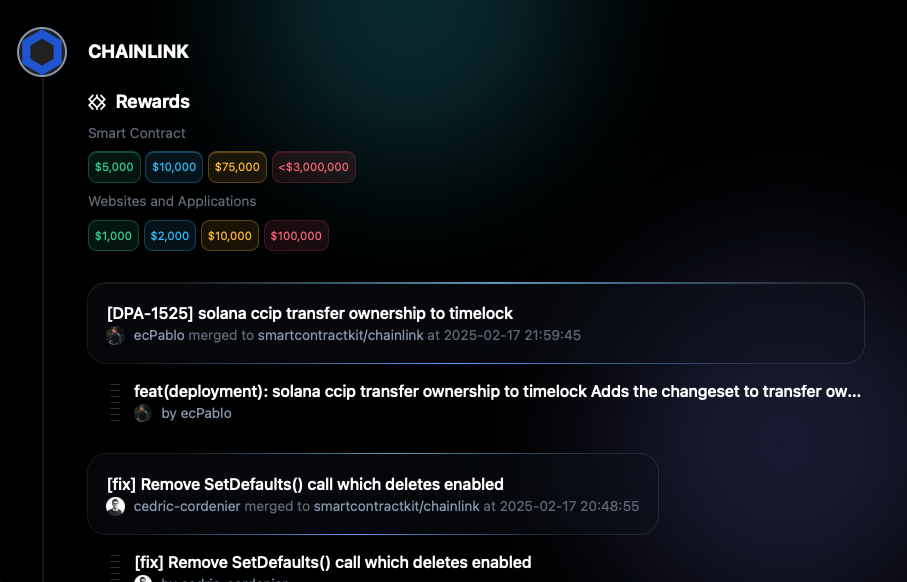 CHAINLINK
Rewards
Smart Contract
$5,000 $10,000 $75,000 <$3,000,000
Websites and Applications
$1,000 $2,000 $10,000 $100,000
[DPA-1525] solana ccip transfer ownership to timelock
ecPablo merged to smartcontractkit/chainlink at 2025-02-17 21:59:45
feat(deployment): solana ccip transfer ownership to timelock Adds the changeset to transfer ow...
by ecPablo
[fix] Remove SetDefaults() call which deletes enabled
cedric-cordenier merged to smartcontractkit/chainlink at 2025-02-17 20:48:55
[fix] Remove SetDefaults() call which deletes enabled
by cedric-cordenier